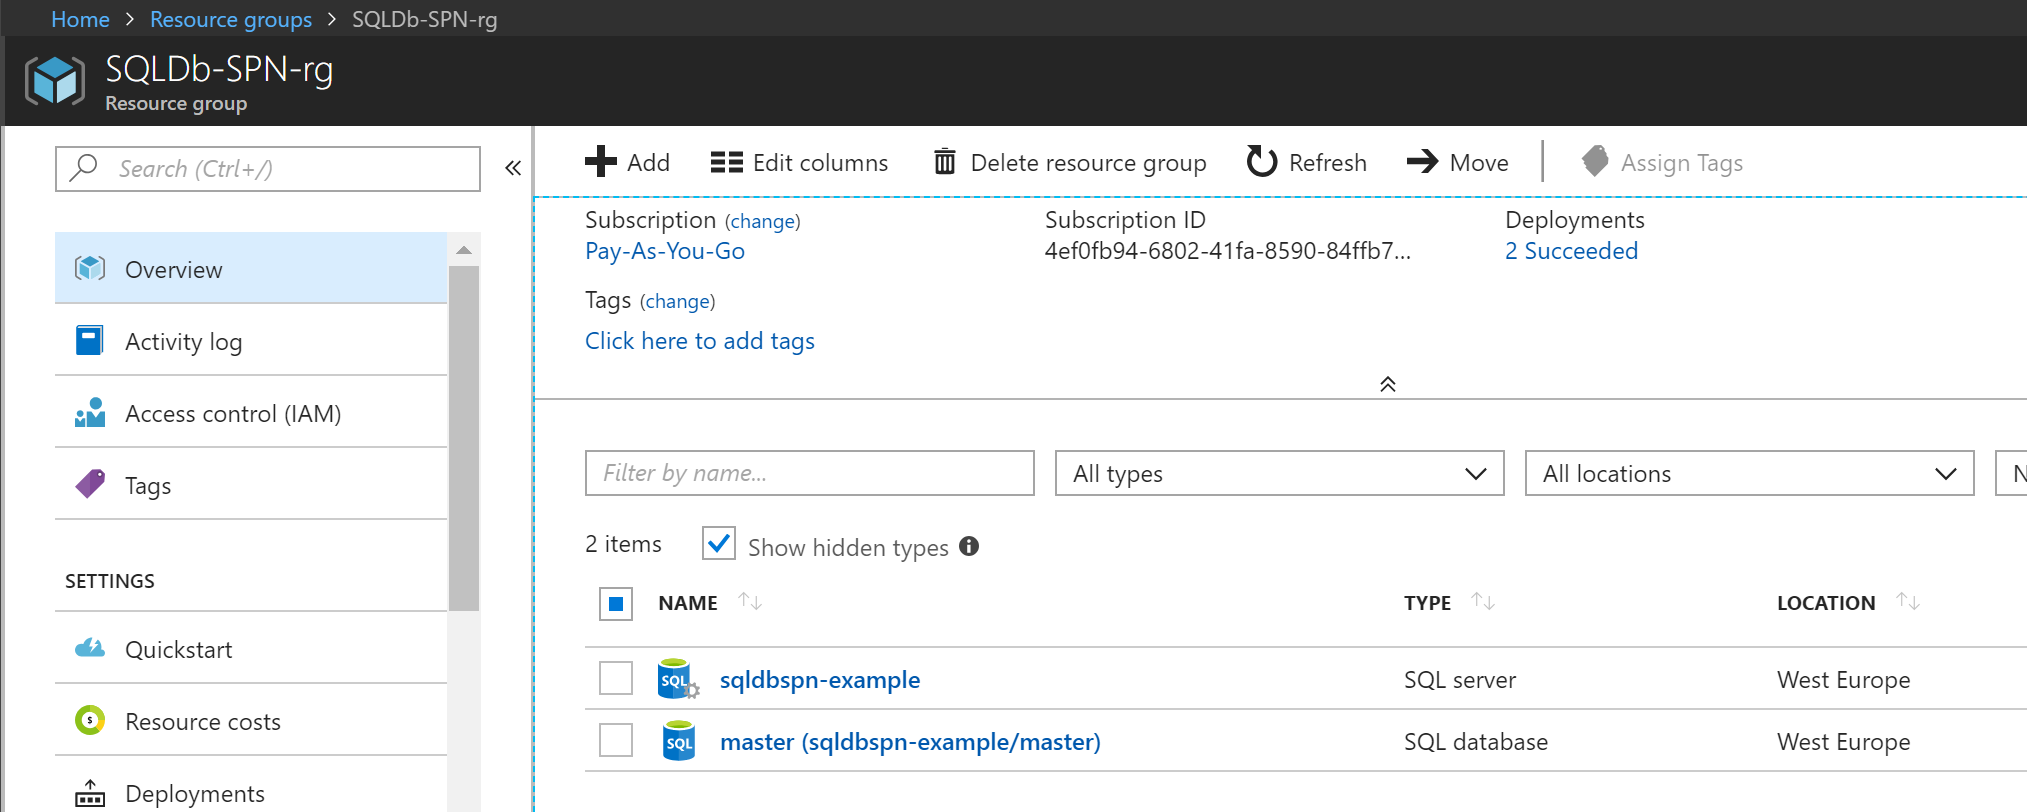 Home > Resource groups > SQLDb-SPN-rg
SQLDb-SPN-rg
Resource group
Search (Ctrl+/)
Overview
Activity log
Access control (IAM)
Tags
SETTINGS
Quickstart
Resource costs
Deployments
Add Edit columns Delete resource group Refresh Move Assign Tags
Subscription (change) Subscription ID Deployments
Pay-As-You-Go 4ef0fb94-6802-41fa-8590-84ffb7... 2 Succeeded
Tags (change)
Click here to add tags
Filter by name... All types All locations N
2 items Show hidden types
NAME TYPE LOCATION
SQL sqldbspn-example SQL server West Europe
SQL master (sqldbspn-example/master) SQL database West Europe